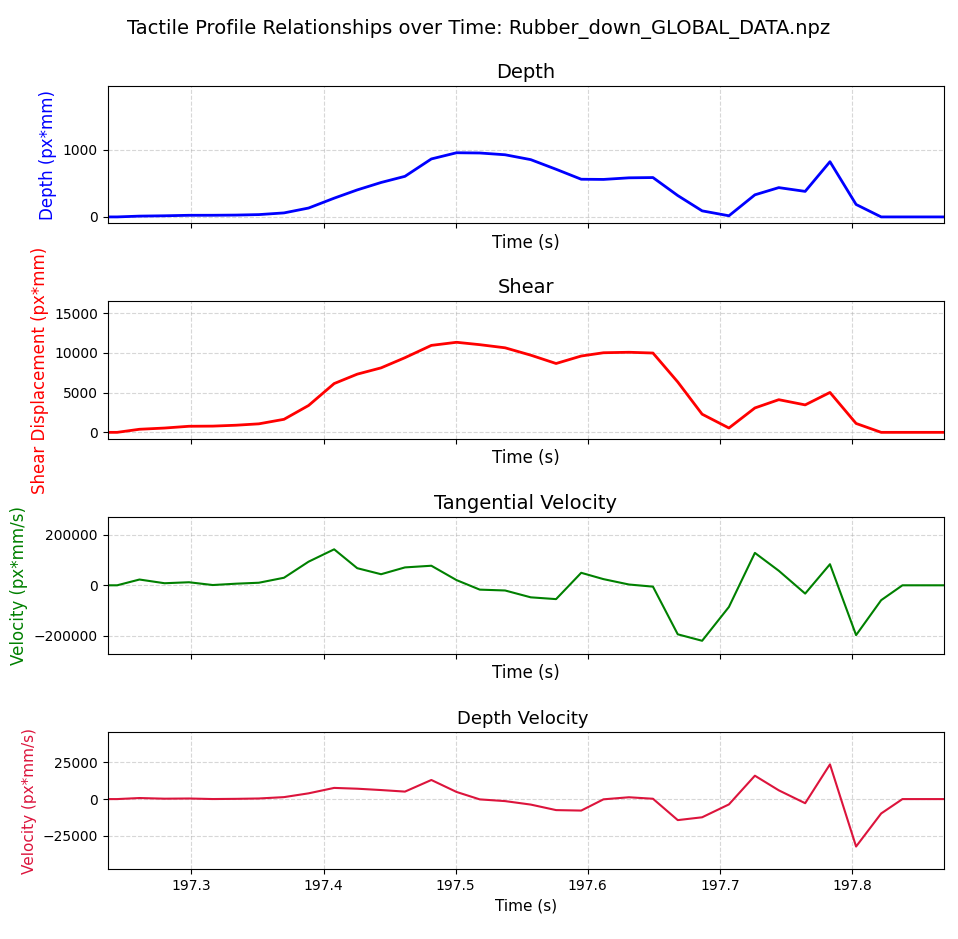 Tactile Profile Relationships over Time: Rubber_down_GLOBAL_DATA.npz
Depth
Depth (px*mm)
1000
0
Time (s)
Shear
Shear Displacement (px*mm)
15000
10000
5000
0
Time (s)
Tangential Velocity
Velocity (px*mm/s)
200000
0
−200000
Time (s)
Depth Velocity
Velocity (px*mm/s)
25000
0
−25000
197.3 197.4 197.5 197.6 197.7 197.8
Time (s)